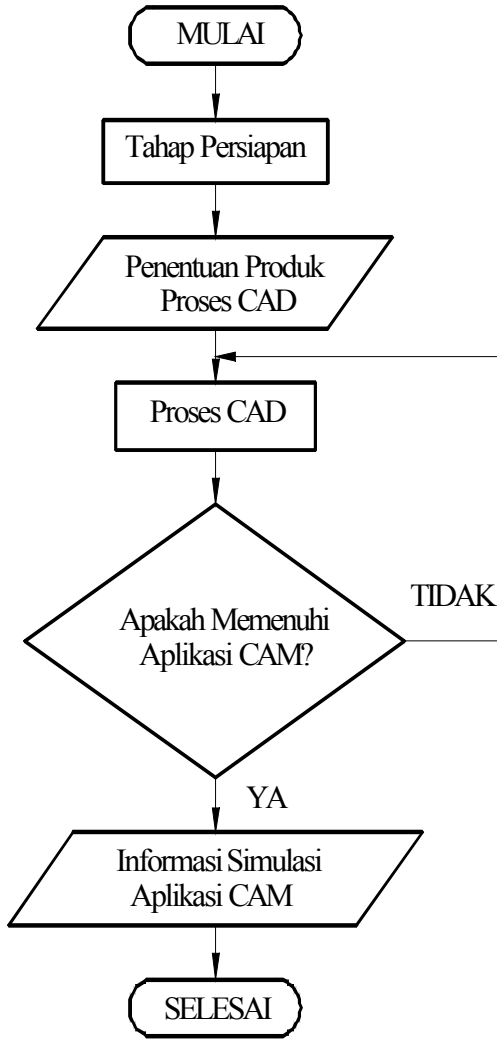 MULAI
Tahap Persiapan
Penentuan Produk
Proses CAD
Proses CAD
Apakah Memenuhi
Aplikasi CAM?
TIDAK
YA
Informasi Simulasi
Aplikasi CAM
SELESAI